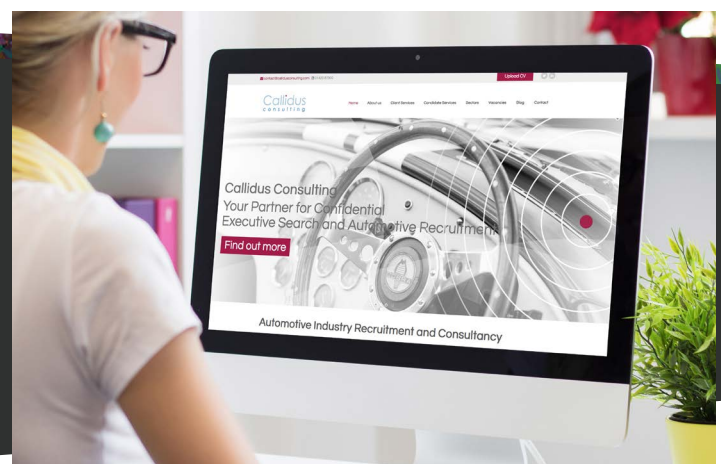 Upload CV
Callidus
consulting
Home About us Client Services Candidate Services Sectors Vacancies Blog Contact
Callidus Consulting
Your Partner for Confidential
Executive Search and Automotive Recruitment
Find out more
Automotive Industry Recruitment and Consultancy